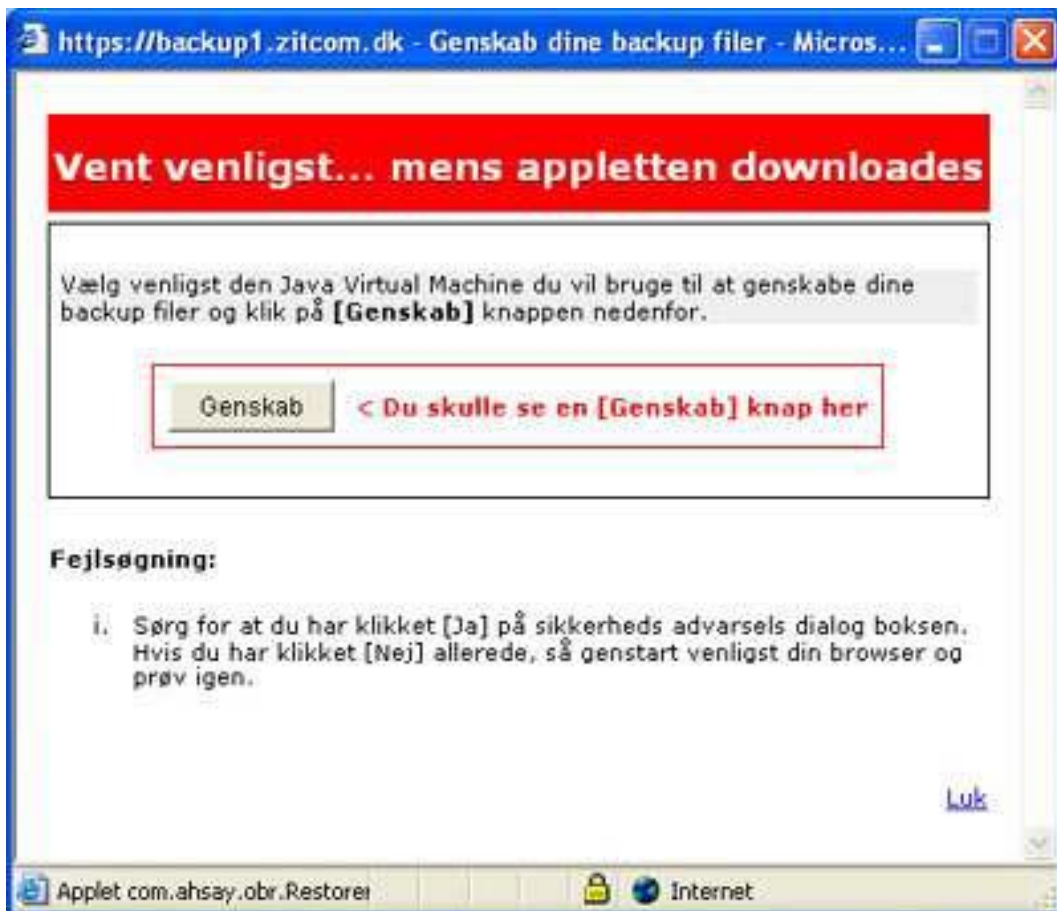 https://backup1.zitcom.dk - Genskab dine backup filer - Micros...
Vent venligst... mens appletten downloades
Vælg venligst den Java Virtual Machine du vil bruge til at genskabe dine
backup filer og klik på [Genskab] knappen nedenfor.
Genskab < Du skulle se en [Genskab] knap her
Fejlsøgning:
i. Sørg for at du har klikket [Ja] på sikkerheds advarsels dialog boksen.
Hvis du har klikket [Nej] allerede, så genstart venligst din browser og
prøv igen.
Luk
Applet com.ahsay.obr.Restorer Internet